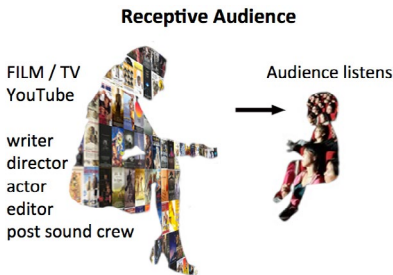 Receptive Audience
FILM / TV
YouTube
writer
director
actor
editor
post sound crew
Audience listens